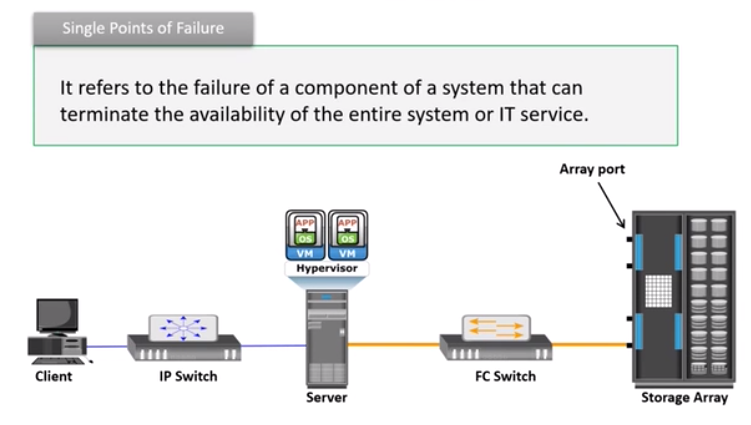 Single Points of Failure
It refers to the failure of a component of a system that can
terminate the availability of the entire system or IT service.
Array port
APP APP
OS OS
VM VM
Hypervisor
Client
IP Switch
Server
FC Switch
Storage Array